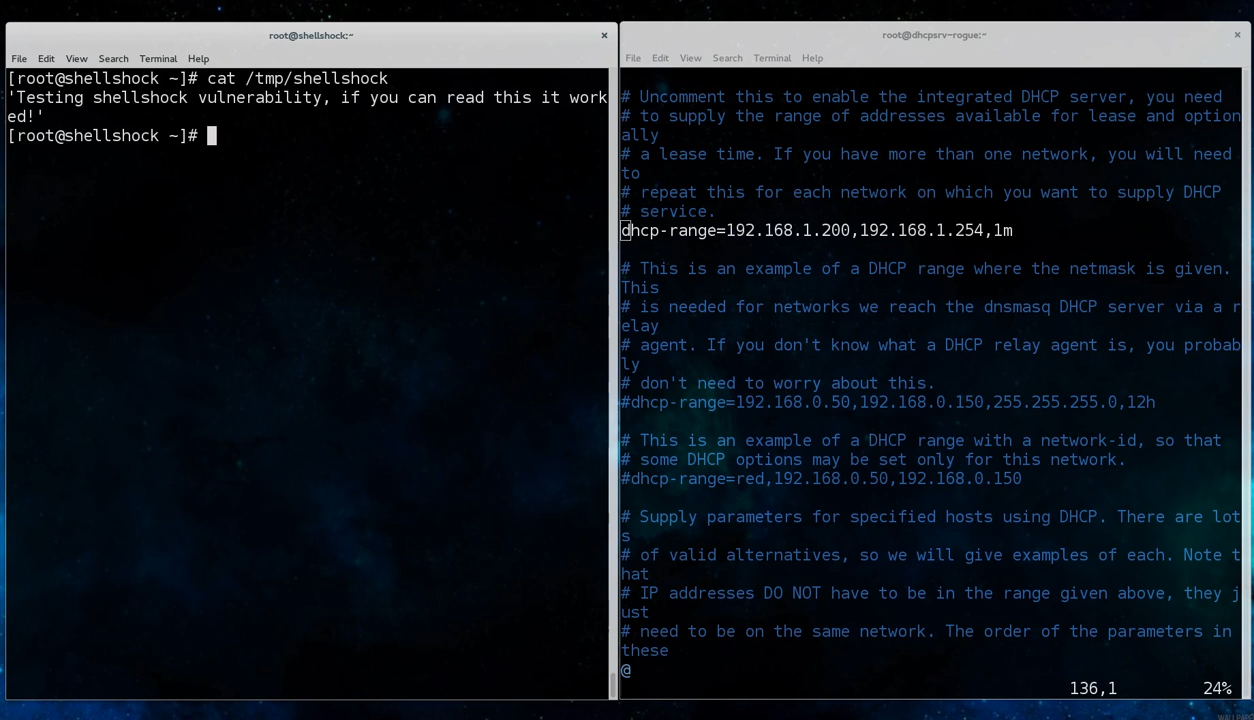 root@shellshock:~
File Edit View Search Terminal Help
[root@shellshock ~]# cat /tmp/shellshock
'Testing shellshock vulnerability, if you can read this it work
ed!'
[root@shellshock ~]#
root@dhcpsrv-rogue:~
File Edit View Search Terminal Help
# Uncomment this to enable the integrated DHCP server, you need
# to supply the range of addresses available for lease and option
ally
# a lease time. If you have more than one network, you will need
to
# repeat this for each network on which you want to supply DHCP
# service.
dhcp-range=192.168.1.200,192.168.1.254,1m
# This is an example of a DHCP range where the netmask is given.
This
# is needed for networks we reach the dnsmasq DHCP server via a r
elay
# agent. If you don't know what a DHCP relay agent is, you probab
ly
# don't need to worry about this.
#dhcp-range=192.168.0.50,192.168.0.150,255.255.255.0,12h
# This is an example of a DHCP range with a network-id, so that
# some DHCP options may be set only for this network.
#dhcp-range=red,192.168.0.50,192.168.0.150
# Supply parameters for specified hosts using DHCP. There are lot
s
# of valid alternatives, so we will give examples of each. Note t
hat
# IP addresses DO NOT have to be in the range given above, they j
ust
# need to be on the same network. The order of the parameters in
these
@
136,1 24%